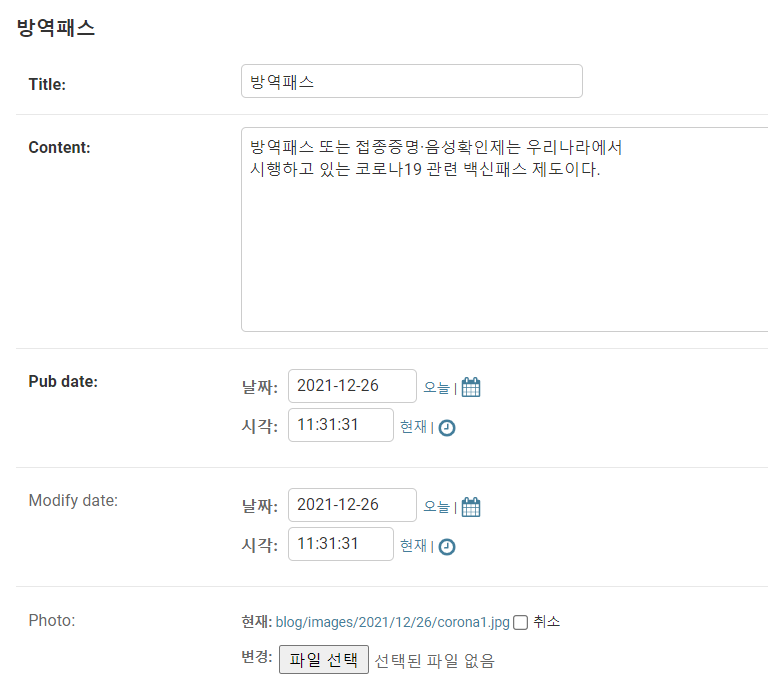 방역패스
Title: 방역패스
Content: 방역패스 또는 접종증명·음성확인제는 우리나라에서
시행하고 있는 코로나19 관련 백신패스 제도이다.
Pub date: 날짜: 2021-12-26 오늘 |
시각: 11:31:31 현재 |
Modify date: 날짜: 2021-12-26 오늘 |
시각: 11:31:31 현재 |
Photo: 현재: blog/images/2021/12/26/corona1.jpg 취소
변경: 파일 선택 선택된 파일 없음